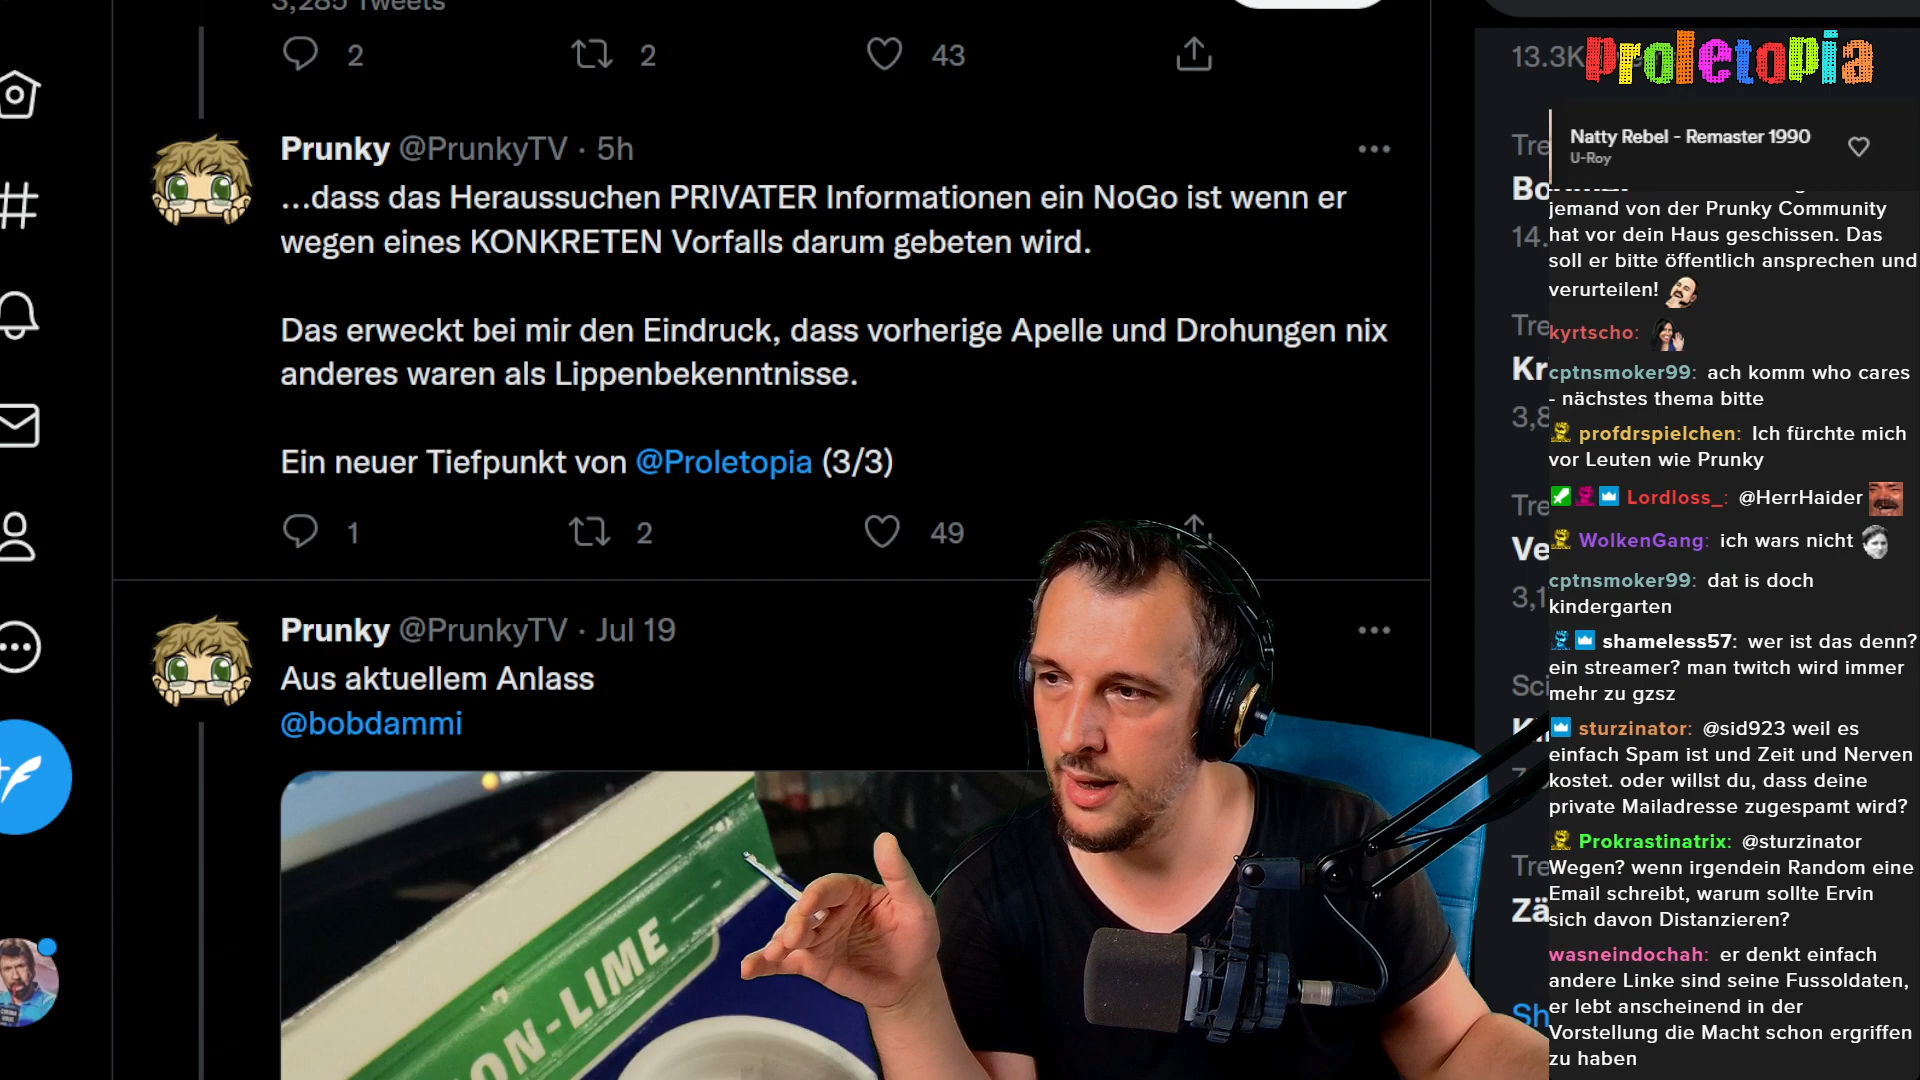 3,285 Tweets
2
2
43
Prunky @PrunkyTV · 5h
...dass das Heraussuchen PRIVATER Informationen ein NoGo ist wenn er
wegen eines KONKRETEN Vorfalls darum gebeten wird.
Das erweckt bei mir den Eindruck, dass vorherige Apelle und Drohungen nix
anderes waren als Lippenbekenntnisse.
Ein neuer Tiefpunkt von @Proletopia (3/3)
1
2
49
Prunky @PrunkyTV · Jul 19
Aus aktuellem Anlass
@bobdammi
ON-LIME
13.3K
Proletopia
Natty Rebel - Remaster 1990
U-Roy
Tre
Bo
14.
Tre
Kr
3,8
Tre
Ve
3,1
Sci
Tre
Zä
Sh
jemand von der Prunky Community
hat vor dein Haus geschissen. Das
soll er bitte öffentlich ansprechen und
verurteilen!
kyrtscho:
cptnsmoker99: ach komm who cares
- nächstes thema bitte
profdrspielchen: Ich fürchte mich
vor Leuten wie Prunky
Lordloss_: @HerrHaider
WolkenGang: ich wars nicht
cptnsmoker99: dat is doch
kindergarten
shameless57: wer ist das denn?
ein streamer? man twitch wird immer
mehr zu gzsz
sturzinator: @sid923 weil es
einfach Spam ist und Zeit und Nerven
kostet. oder willst du, dass deine
private Mailadresse zugespamt wird?
Prokrastinatrix: @sturzinator
Wegen? wenn irgendein Random eine
Email schreibt, warum sollte Ervin
sich davon Distanzieren?
wasneindochah: er denkt einfach
andere Linke sind seine Fussoldaten,
er lebt anscheinend in der
Vorstellung die Macht schon ergriffen
zu haben